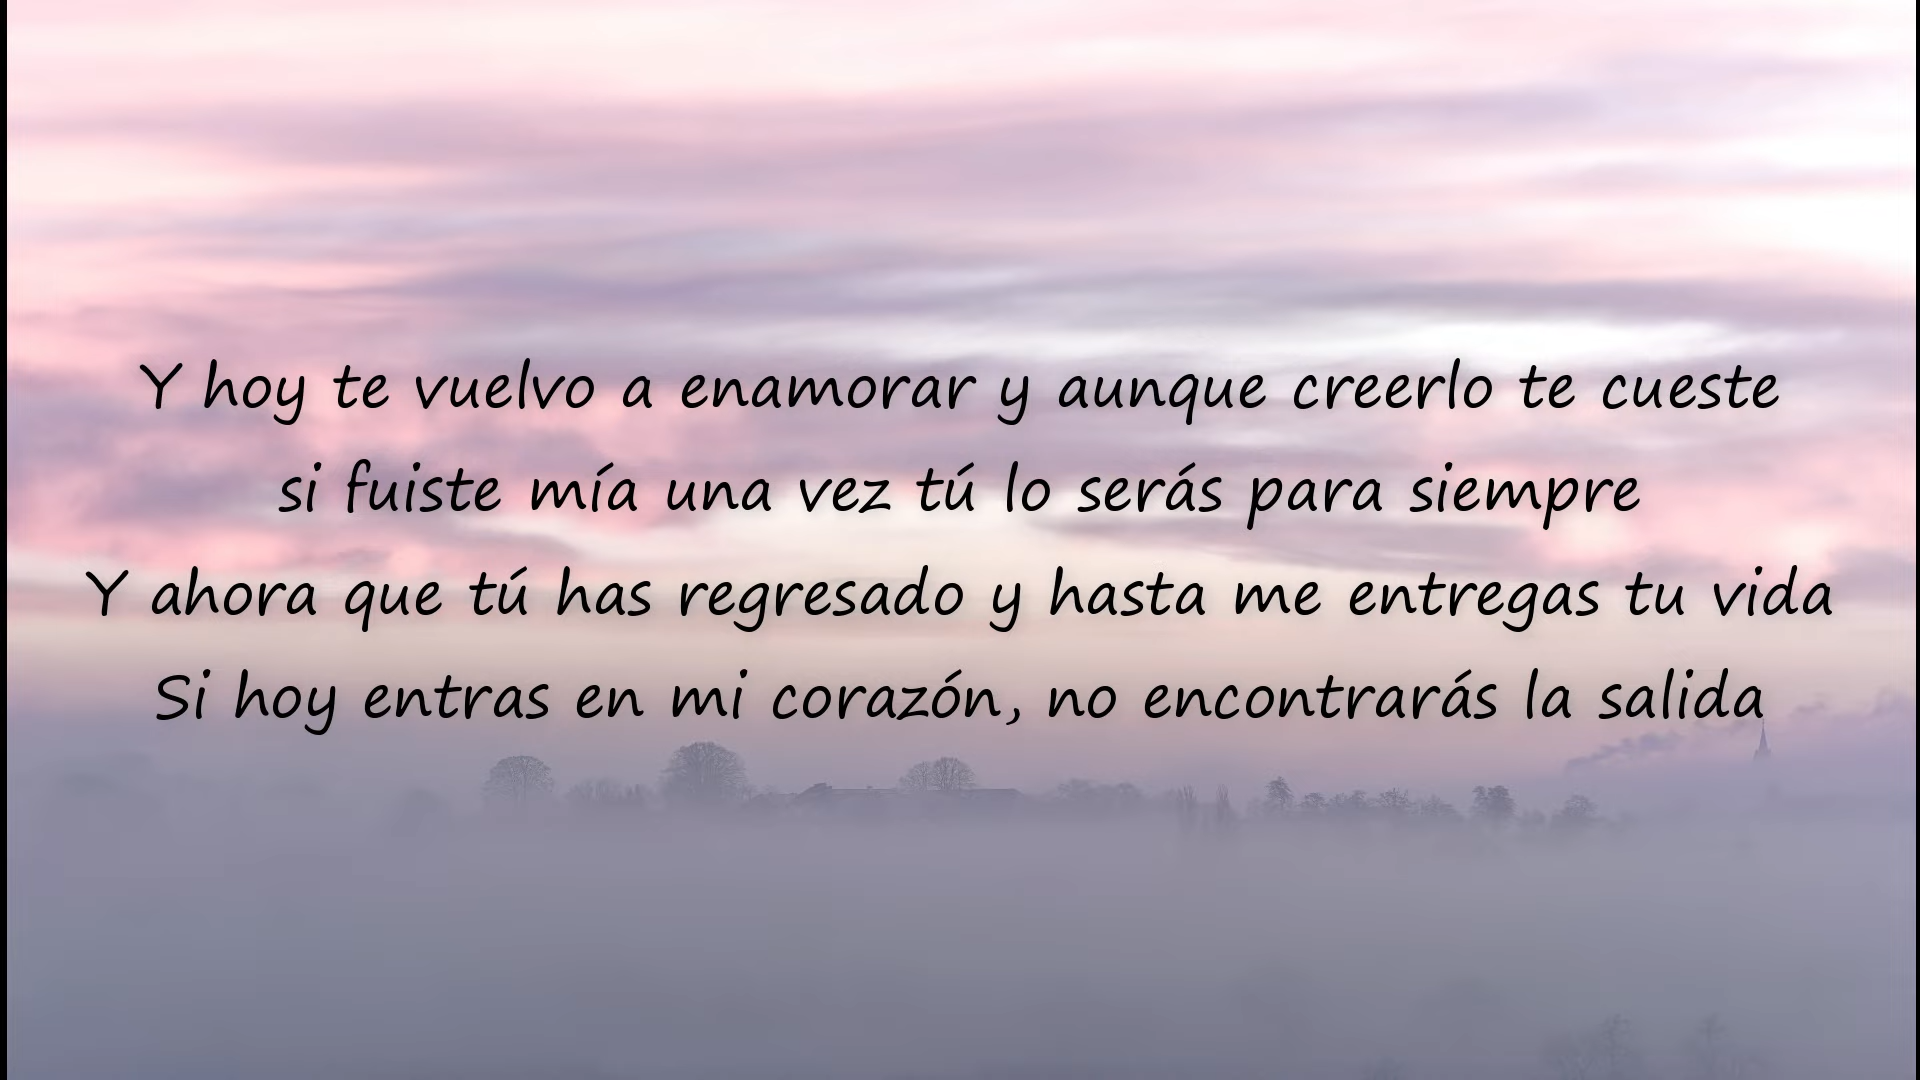 Y hoy te vuelvo a enamorar y aunque creerlo te cueste
si fuiste mía una vez tú lo serás para siempre
Y ahora que tú has regresado y hasta me entregas tu vida
Si hoy entras en mi corazón, no encontrarás la salida